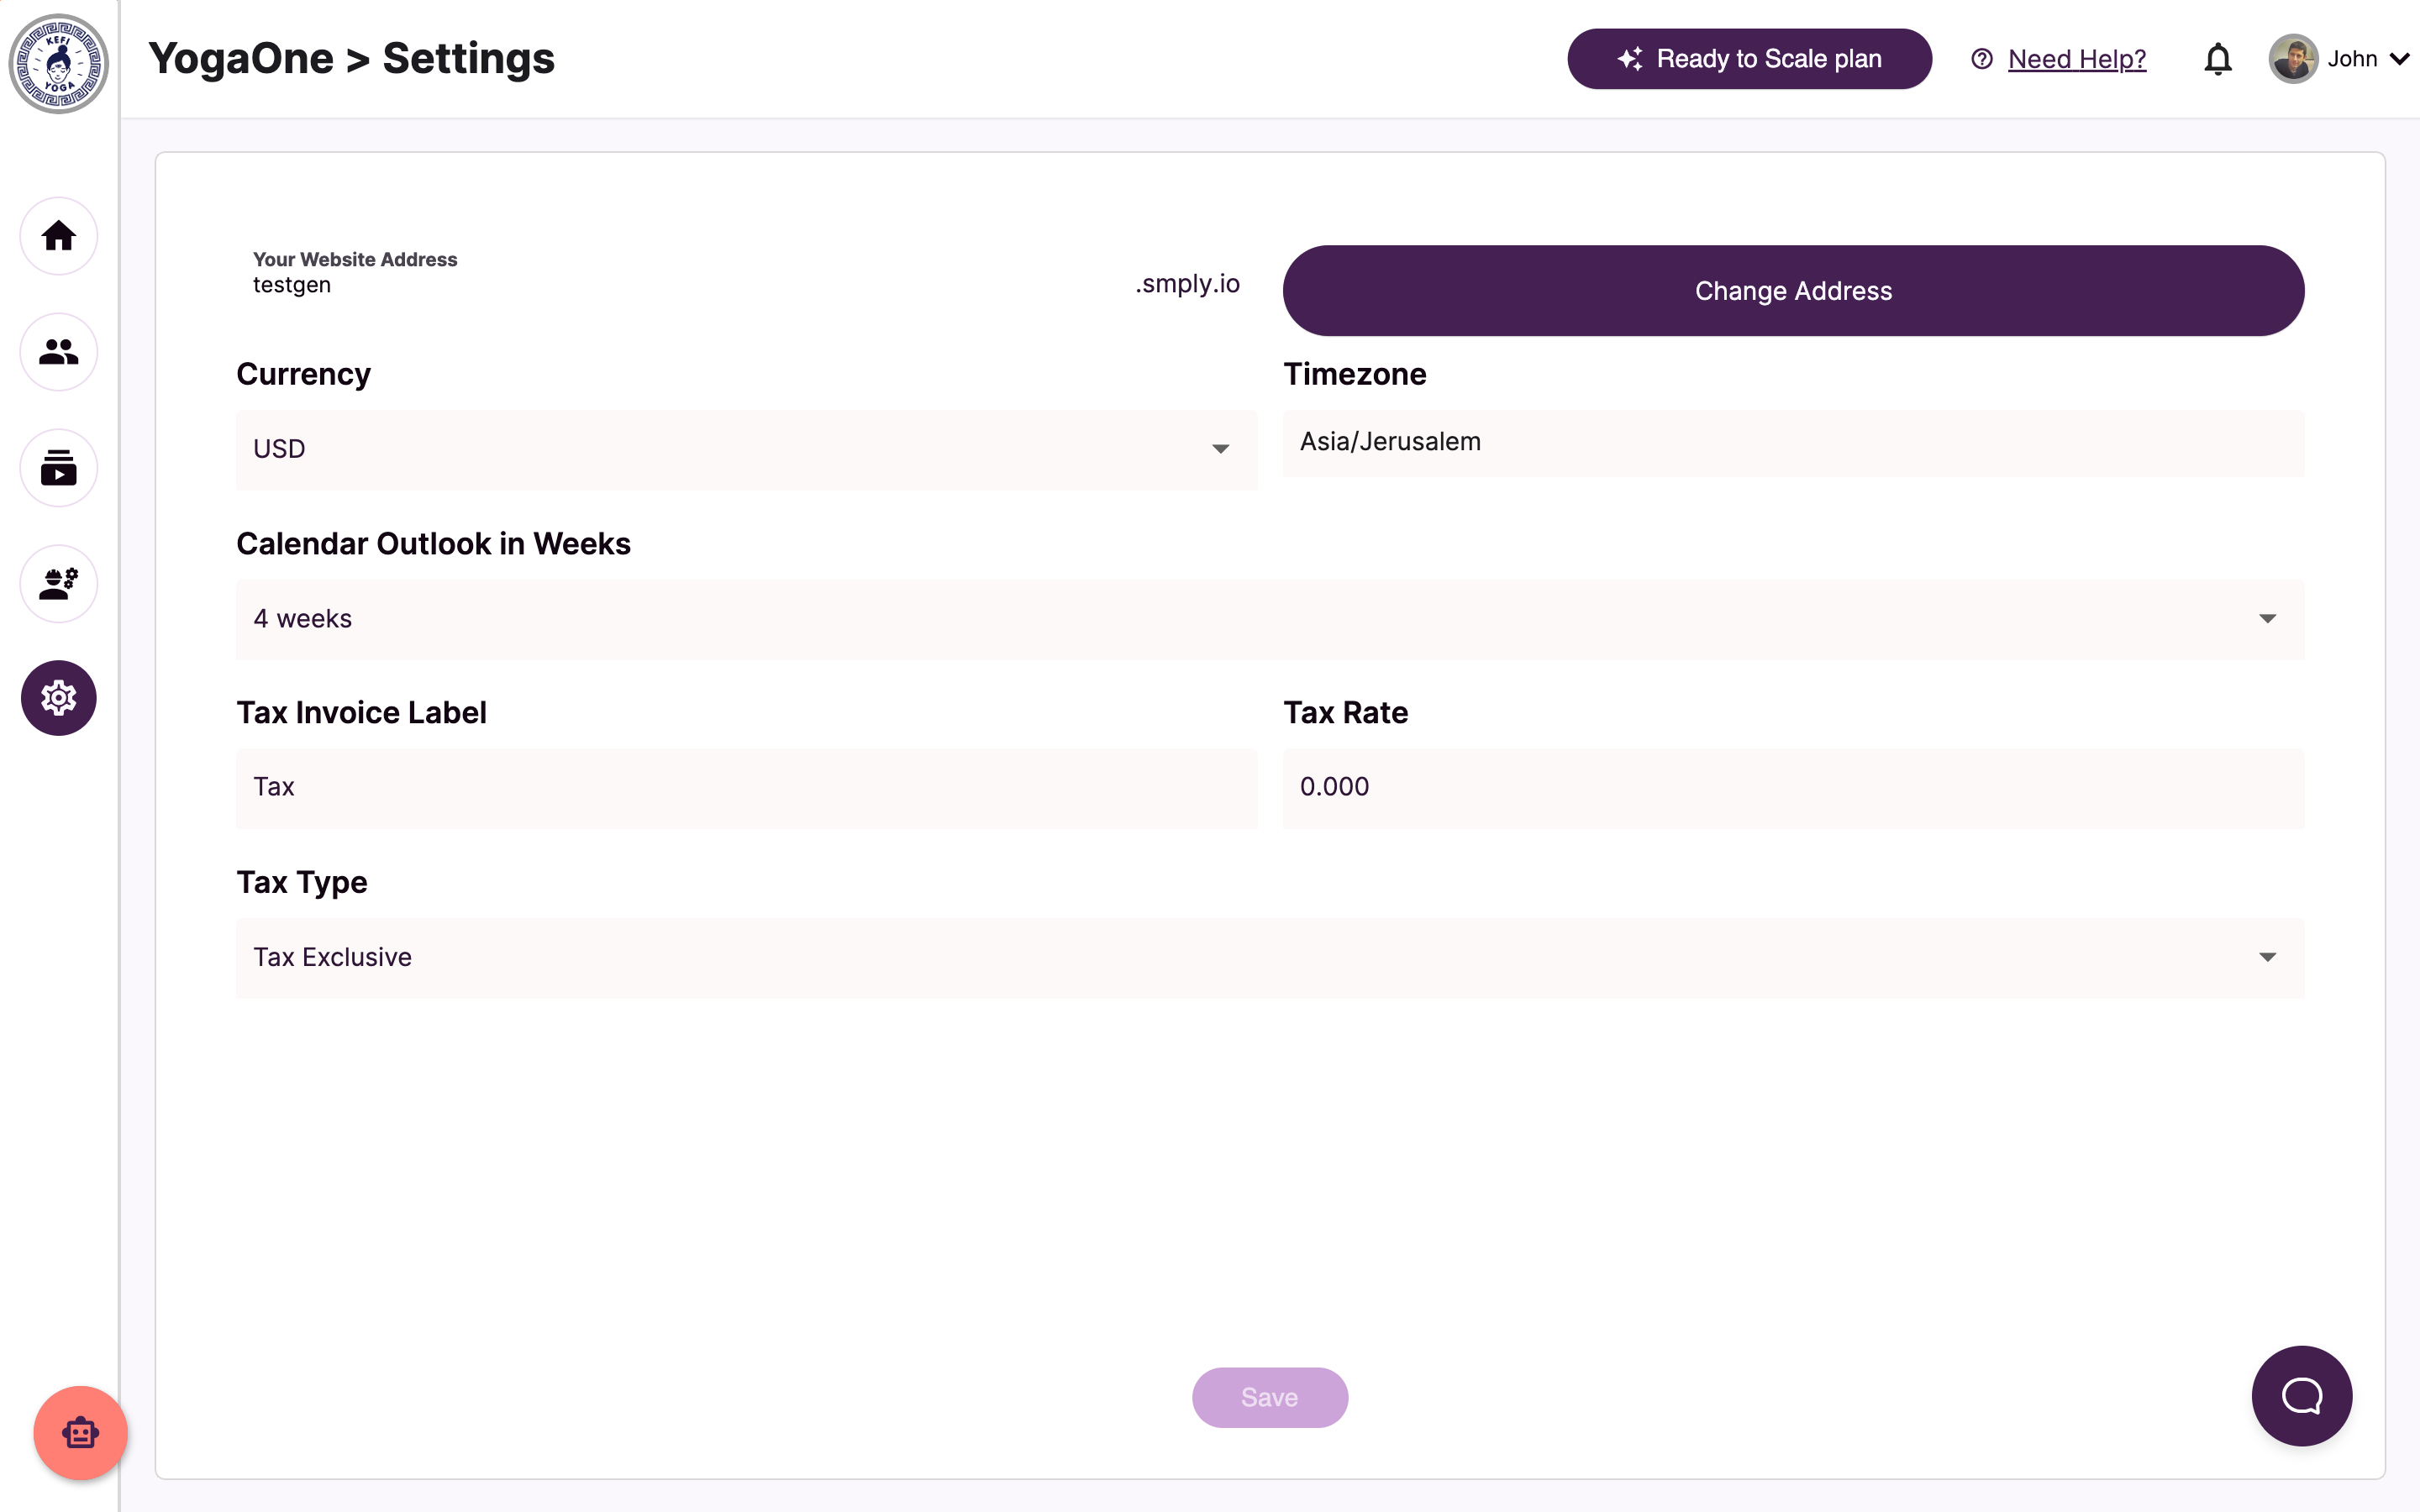 KEFI
YOGA
YogaOne > Settings
Ready to Scale plan
Need Help?
John
Your Website Address
testgen
.smply.io
Change Address
Currency
Timezone
USD
Asia/Jerusalem
Calendar Outlook in Weeks
4 weeks
Tax Invoice Label
Tax Rate
Tax
0.000
Tax Type
Tax Exclusive
Save